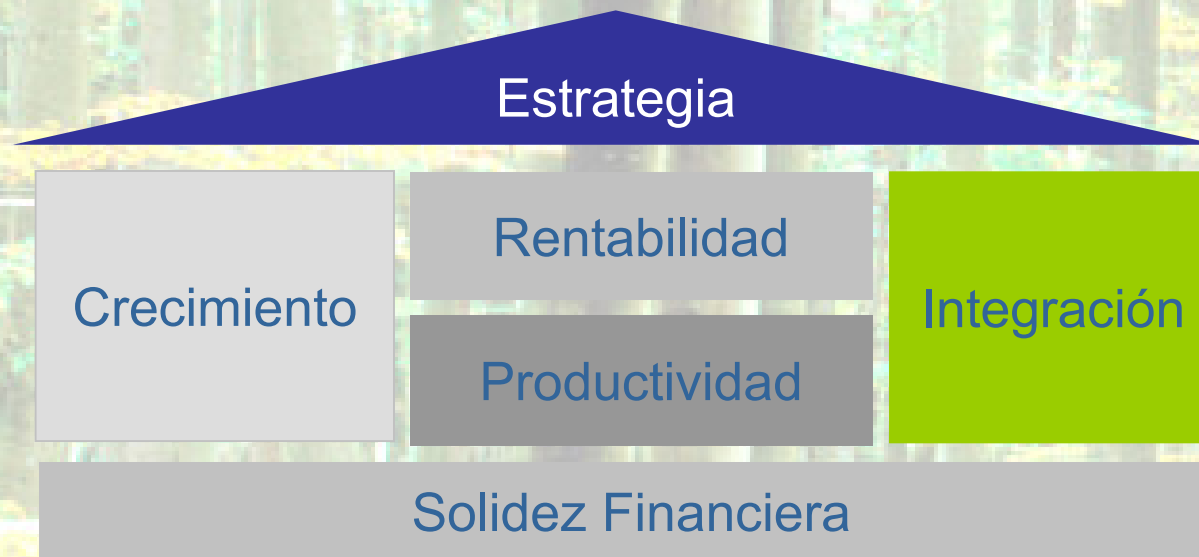 Estrategia
Crecimiento
Rentabilidad
Productividad
Integración
Solidez Financiera